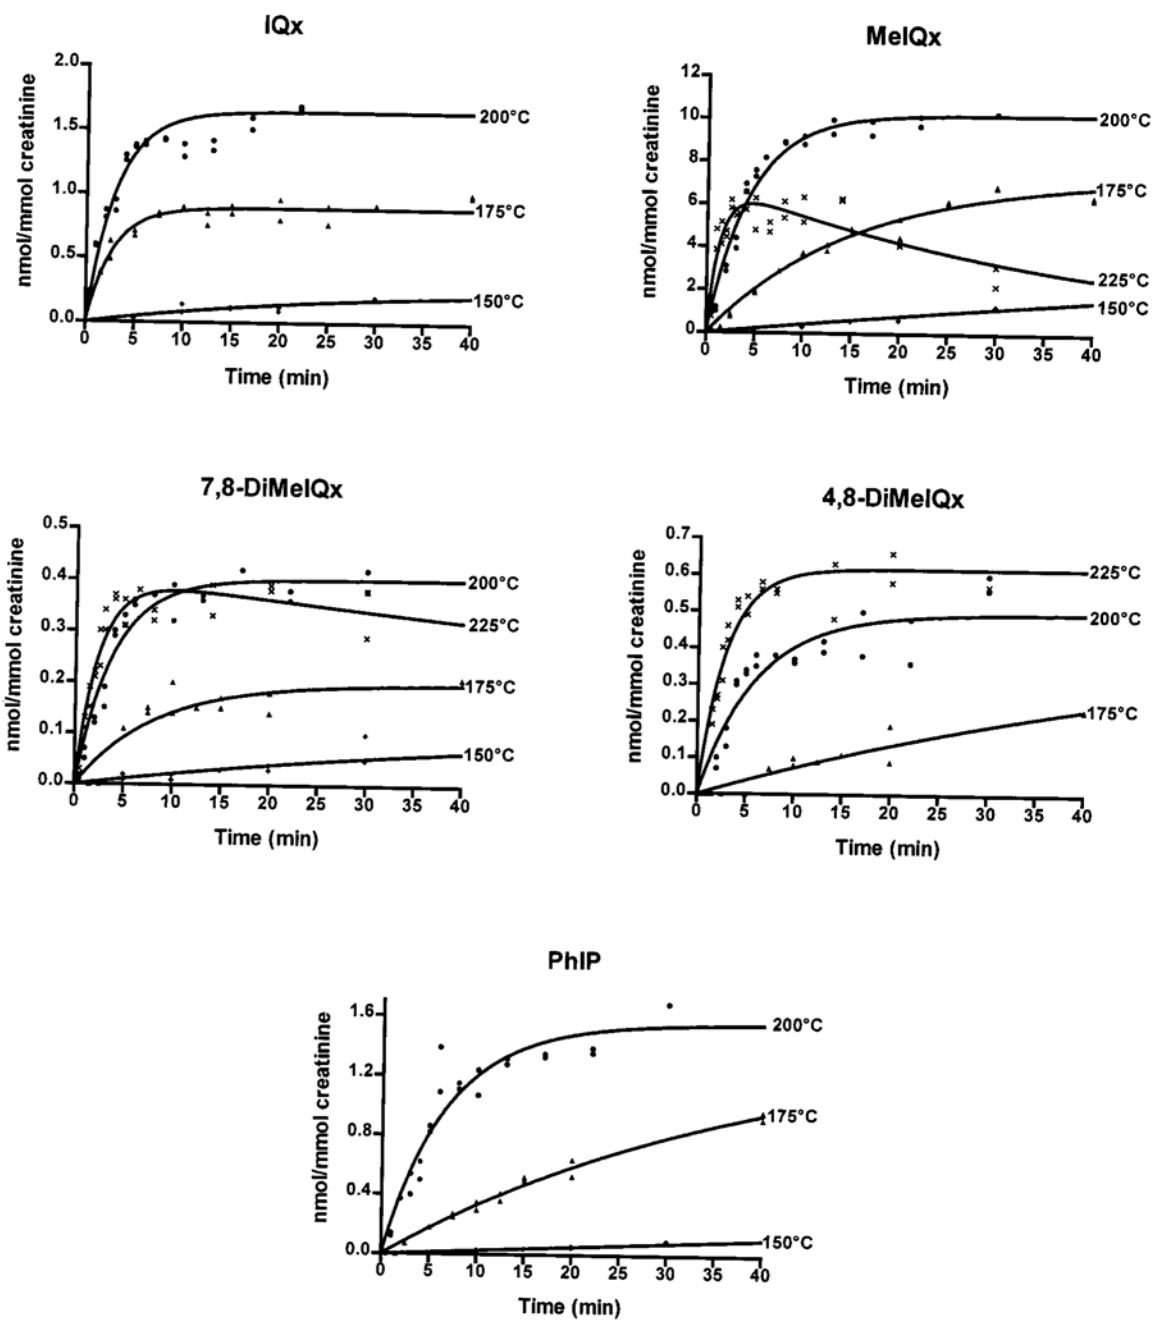 IQx
nmol/mmol creatinine
2.0
1.5
1.0
0.5
0.0
200°C
175°C
150°C
0 5 10 15 20 25 30 35 40
Time (min)
MeIQx
nmol/mmol creatinine
12
10
8
6
4
2
0
200°C
175°C
225°C
150°C
0 5 10 15 20 25 30 35 40
Time (min)
7,8-DiMeIQx
nmol/mmol creatinine
0.5
0.4
0.3
0.2
0.1
0.0
200°C
225°C
175°C
150°C
0 5 10 15 20 25 30 35 40
Time (min)
4,8-DiMeIQx
nmol/mmol creatinine
0.7
0.6
0.5
0.4
0.3
0.2
0.1
0.0
225°C
200°C
175°C
0 5 10 15 20 25 30 35 40
Time (min)
PhIP
nmol/mmol creatinine
1.6
1.2
0.8
0.4
0.0
200°C
175°C
150°C
0 5 10 15 20 25 30 35 40
Time (min)